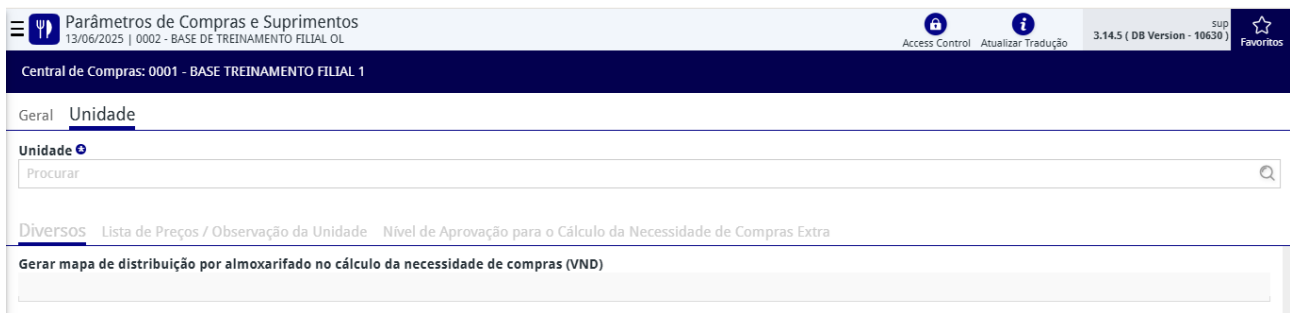 Parâmetros de Compras e Suprimentos
13/06/2025 | 0002 - BASE DE TREINAMENTO FILIAL OL
Access Control
Atualizar Tradução
sup
3.14.5 ( DB Version - 10630 )
Favoritos
Central de Compras: 0001 - BASE TREINAMENTO FILIAL 1
Geral Unidade
Unidade
Procurar
Diversos Lista de Preços / Observação da Unidade Nível de Aprovação para o Cálculo da Necessidade de Compras Extra
Gerar mapa de distribuição por almoxarifado no cálculo da necessidade de compras (VND)